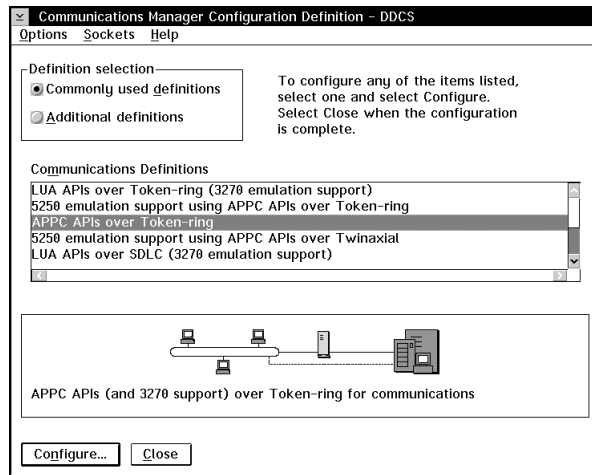 Communications Manager Configuration Definition - DDCS
Options Sockets Help
Definition selection
Commonly used definitions
Additional definitions
To configure any of the items listed,
select one and select Configure.
Select Close when the configuration
is complete.
Communications Definitions
LUA APIs over Token-ring (3270 emulation support)
5250 emulation support using APPC APIs over Token-ring
APPC APIs over Token-ring
5250 emulation support using APPC APIs over Twinaxial
LUA APIs over SDLC (3270 emulation support)
APPC APIs (and 3270 support) over Token-ring for communications
Configure... Close